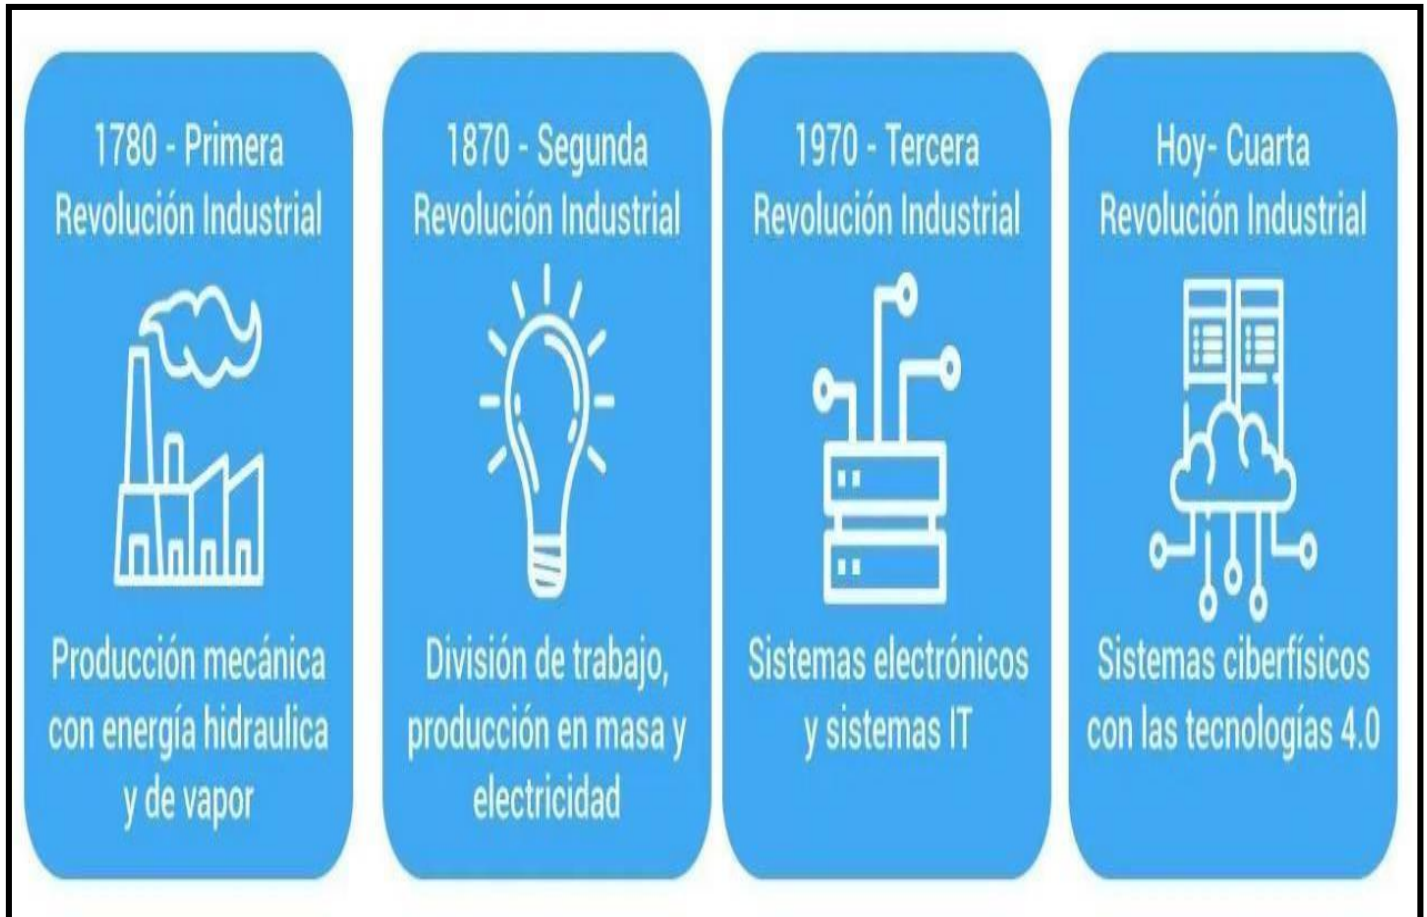 1780 - Primera
Revolución Industrial
Producción mecánica
con energía hidraulica
y de vapor
1870 - Segunda
Revolución Industrial
División de trabajo,
producción en masa y
electricidad
1970 - Tercera
Revolución Industrial
Sistemas electrónicos
y sistemas IT
Hoy- Cuarta
Revolución Industrial
Sistemas ciberfísicos
con las tecnologías 4.0